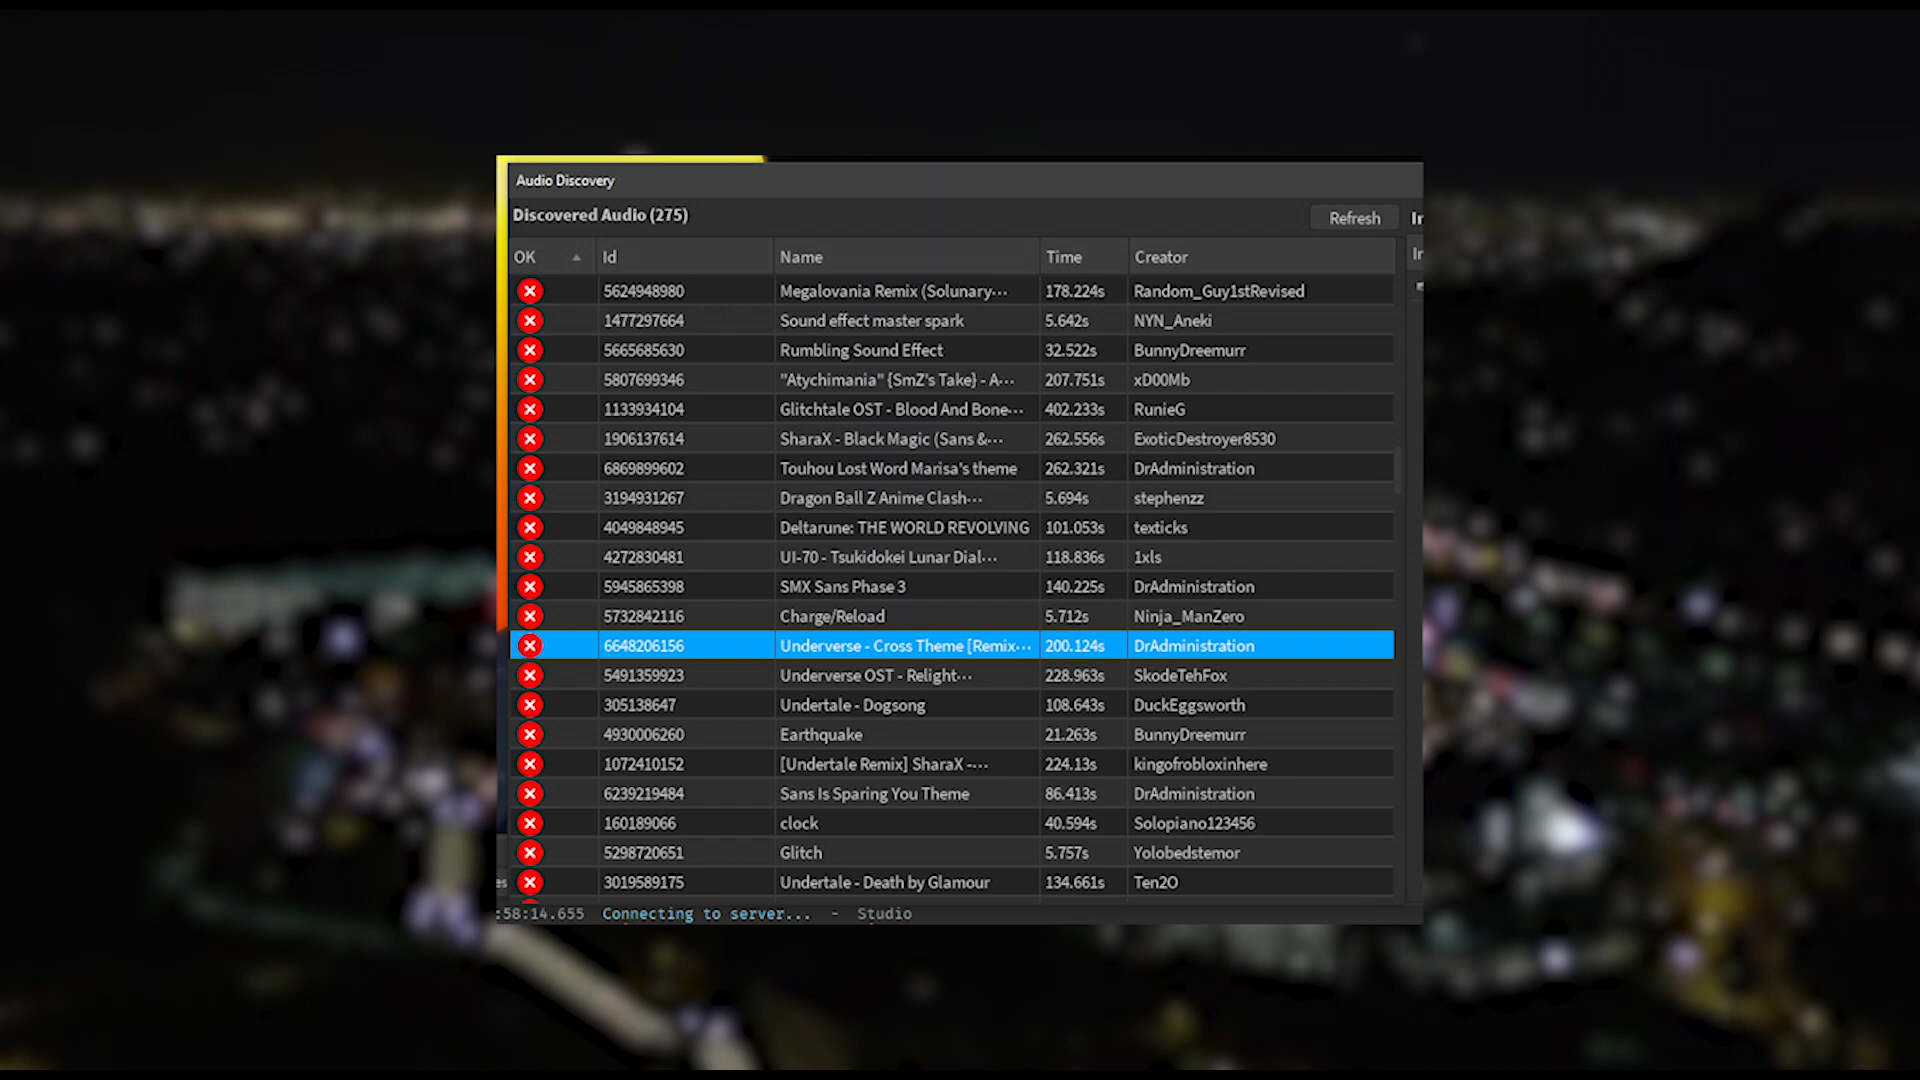 Audio Discovery
Discovered Audio (275) Refresh In
OK Id Name Time Creator In
5624948980 Megalovania Remix (Solunary··· 178.224s Random_Guy1stRevised
1477297664 Sound effect master spark 5.642s NYN_Aneki
5665685630 Rumbling Sound Effect 32.522s BunnyDreemurr
5807699346 "Atychimania" {SmZ's Take} - A··· 207.751s xD00Mb
1133934104 Glitchtale OST - Blood And Bone··· 402.233s RunieG
1906137614 SharaX - Black Magic (Sans &··· 262.556s ExoticDestroyer8530
6869899602 Touhou Lost Word Marisa's theme 262.321s DrAdministration
3194931267 Dragon Ball Z Anime Clash··· 5.694s stephenzz
4049848945 Deltarune: THE WORLD REVOLVING 101.053s texticks
4272830481 UI-70 - Tsukidokei Lunar Dial··· 118.836s 1xls
5945865398 SMX Sans Phase 3 140.225s DrAdministration
5732842116 Charge/Reload 5.712s Ninja_ManZero
6648206156 Underverse - Cross Theme [Remix··· 200.124s DrAdministration
5491359923 Underverse OST - Relight··· 228.963s SkodeTehFox
305138647 Undertale - Dogsong 108.643s DuckEggsworth
4930006260 Earthquake 21.263s BunnyDreemurr
1072410152 [Undertale Remix] SharaX -··· 224.13s kingofrobloxinhere
6239219484 Sans Is Sparing You Theme 86.413s DrAdministration
160189066 clock 40.594s Solopiano123456
5298720651 Glitch 5.757s Yolobedstemor
es 3019589175 Undertale - Death by Glamour 134.661s Ten2O
:58:14.655 Connecting to server... - Studio